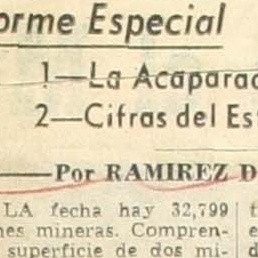 orme Especial
1—La Acaparac
2—Cifras del Es
—Por RAMIREZ D
LA fecha hay 32,799
nes mineras. Compren-
superficie de dos mi-